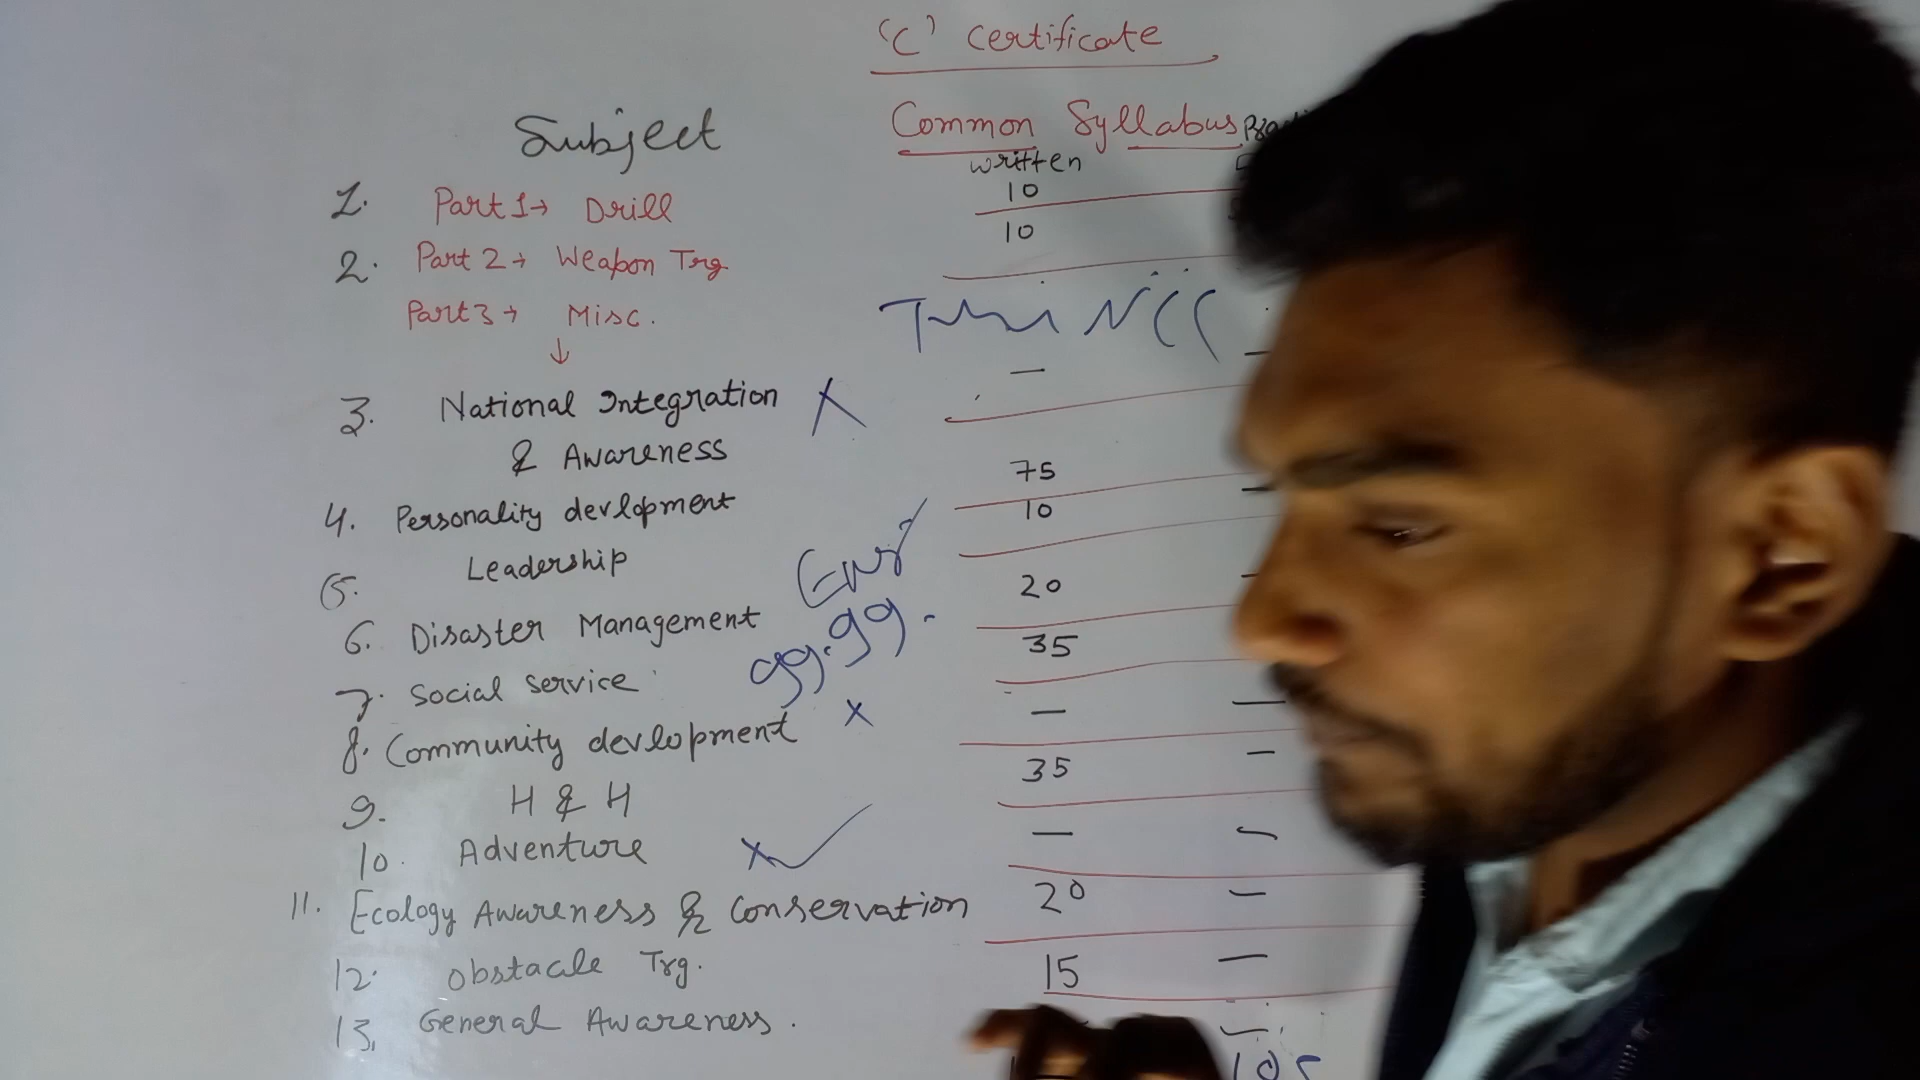 'C' Certificate
Subject Common Syllabus
written
1. Part 1→ Drill 10
2. Part 2→ Weapon Trg 10
Part 3→ Misc.
↓
NCC
3. National Integration X —
& Awareness
75
4. Personality devlopment 10
5. Leadership 20
6. Disaster Management 35
99.99.
7. Social Service — —
8. Community devlopment X
9. H & H 35 —
10. Adventure X — —
11. Ecology Awareness & Conservation 20 —
12. Obstacle Trg. 15 —
13. General Awareness.
105